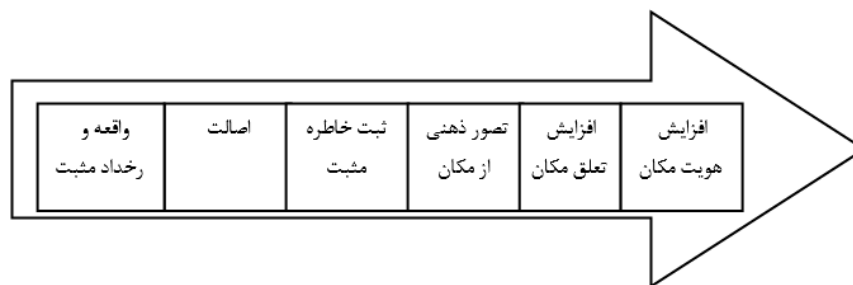 واقعه و
رخداد مثبت
اصالت
ثبت خاطره
مثبت
تصور ذهنی
از مکان
افزایش
تعلق مکان
افزایش
هویت مکان